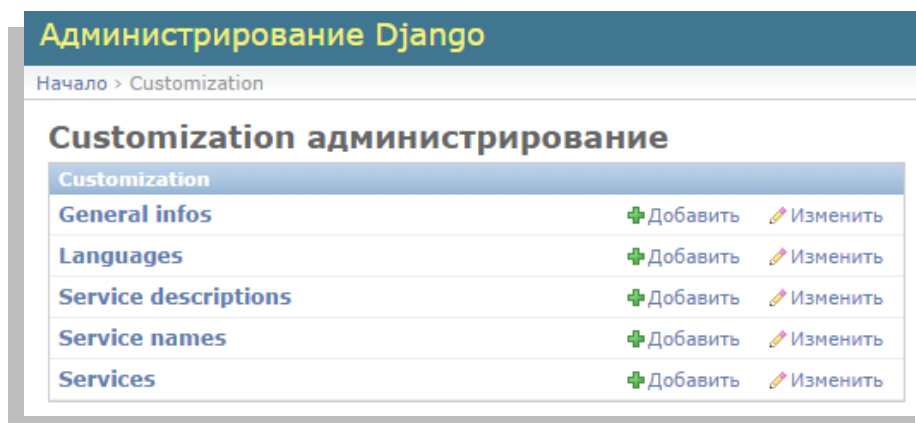 Администрирование Django
Начало › Customization
Customization администрирование
Customization
General infos Добавить Изменить
Languages Добавить Изменить
Service descriptions Добавить Изменить
Service names Добавить Изменить
Services Добавить Изменить